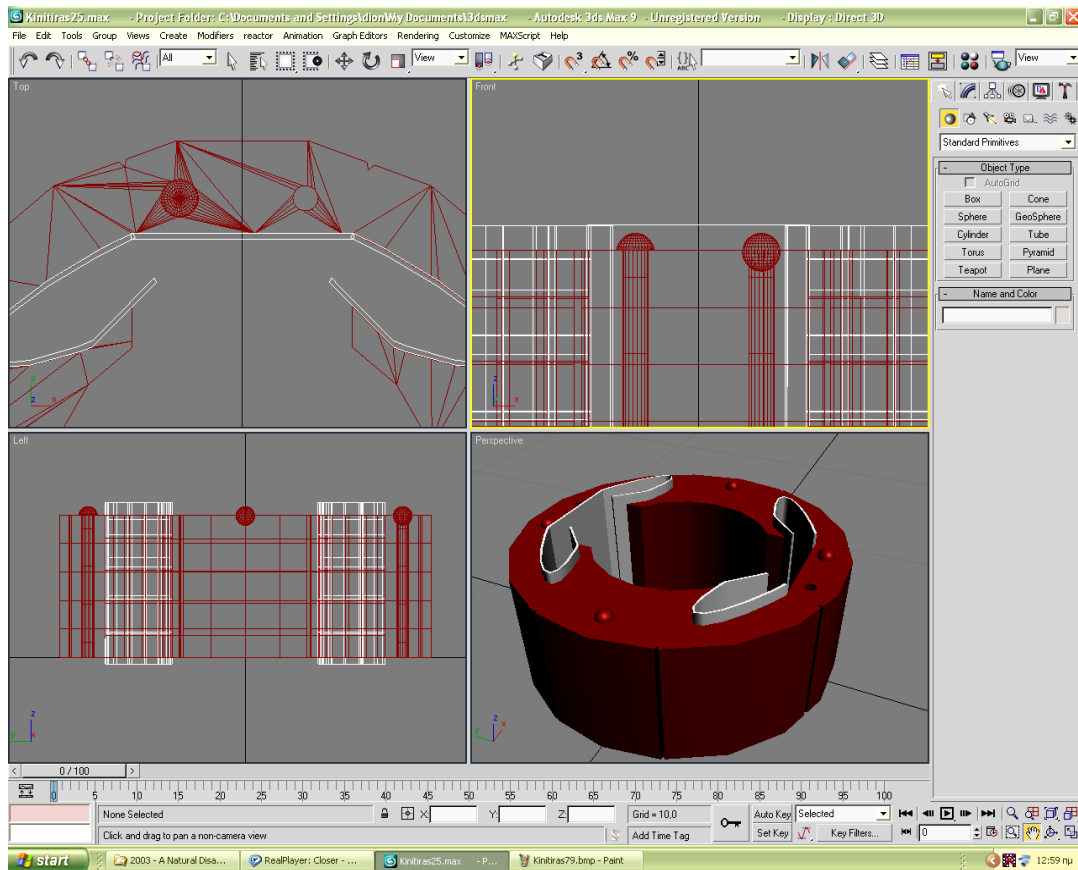 Kinitiras25.max - Project Folder: C:\Documents and Settings\dion\My Documents\3dsmax - Autodesk 3ds Max 9 - Unregistered Version - Display : Direct 3D
File Edit Tools Group Views Create Modifiers reactor Animation Graph Editors Rendering Customize MAXScript Help
All View View
Top Front
Standard Primitives
- Object Type
AutoGrid
Box Cone
Sphere GeoSphere
Cylinder Tube
Torus Pyramid
Teapot Plane
- Name and Color
y z x
z x
Left Perspective
z
y x
z
y x
< 0 / 100 >
0 5 10 15 20 25 30 35 40 45 50 55 60 65 70 75 80 85 90 95 100
None Selected X: Y: Z: Grid = 10,0 Auto Key Selected
Click and drag to pan a non-camera view Add Time Tag Set Key Key Filters... 0
start 2003 - A Natural Disa... RealPlayer: Closer - ... Kinitiras25.max - P... Kinitiras79.bmp - Paint 12:59 πμ